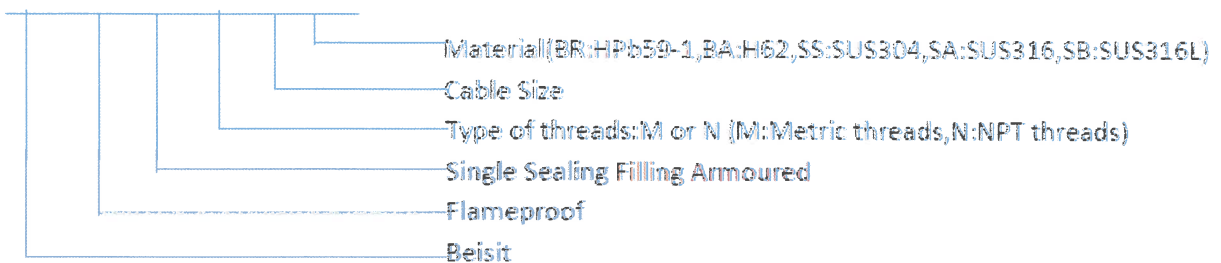 Material(BR:HPb59-1,BA:H62,SS:SUS304,SA:SUS316,SB:SUS316L)
Cable Size
Type of threads:M or N (M:Metric threads,N:NPT threads)
Single Sealing Filling Armoured
Flameproof
Beisit